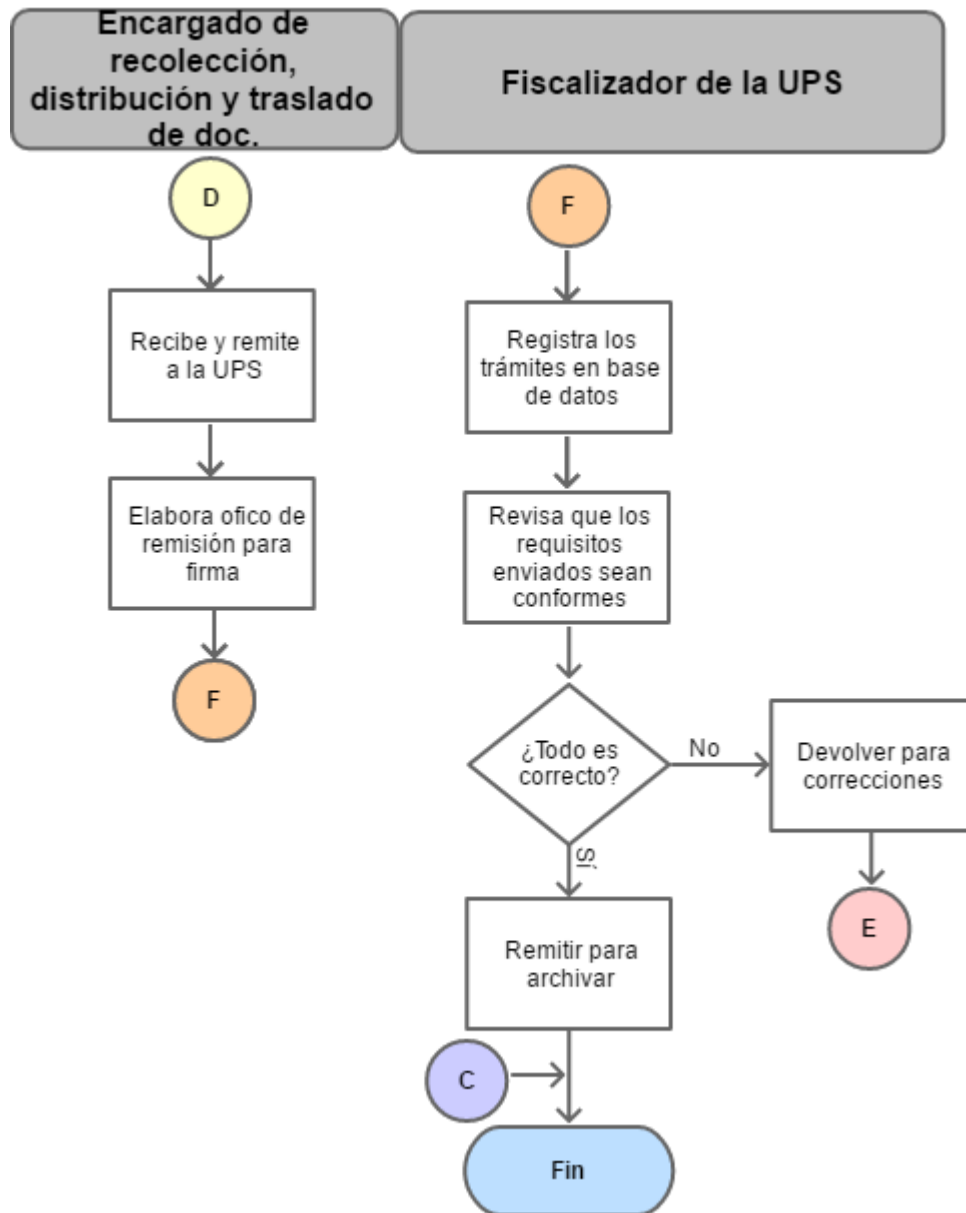 Encargado de
recolección,
distribución y traslado
de doc.
Fiscalizador de la UPS
D
Recibe y remite
a la UPS
Elabora ofico de
remisión para
firma
F
F
Registra los
trámites en base
de datos
Revisa que los
requisitos
enviados sean
conformes
¿Todo es
correcto?
No
Devolver para
correcciones
E
Sí
Remitir para
archivar
C
Fin